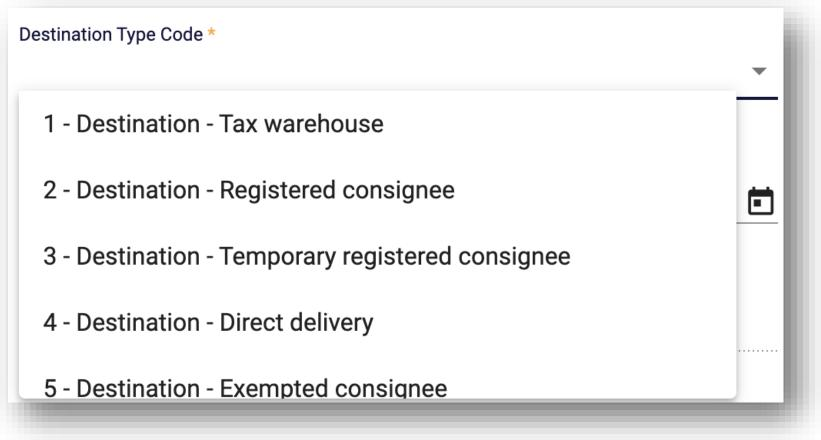 Destination Type Code *
1 - Destination - Tax warehouse
2 - Destination - Registered consignee
3 - Destination - Temporary registered consignee
4 - Destination - Direct delivery
5 - Destination - Exempted consignee